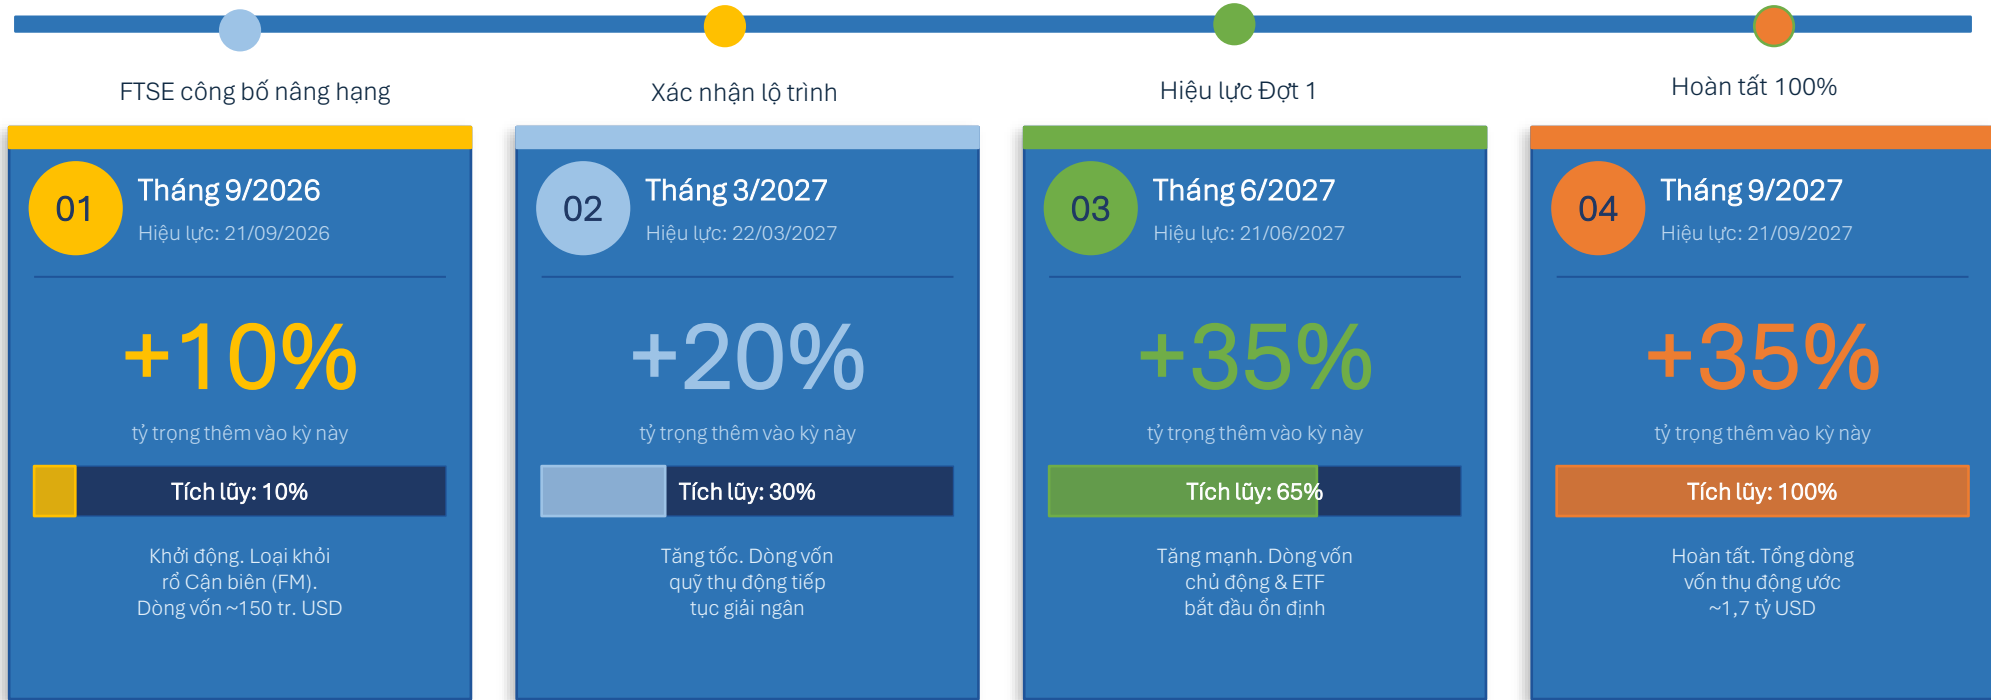 FTSE công bố nâng hạng
Xác nhận lộ trình
Hiệu lực Đợt 1
Hoàn tất 100%
01
Tháng 9/2026
Hiệu lực: 21/09/2026
+10%
tỷ trọng thêm vào kỳ này
Tích lũy: 10%
Khởi động. Loại khỏi
rổ Cận biên (FM).
Dòng vốn ~150 tr. USD
02
Tháng 3/2027
Hiệu lực: 22/03/2027
+20%
tỷ trọng thêm vào kỳ này
Tích lũy: 30%
Tăng tốc. Dòng vốn
quỹ thụ động tiếp
tục giải ngân
03
Tháng 6/2027
Hiệu lực: 21/06/2027
+35%
tỷ trọng thêm vào kỳ này
Tích lũy: 65%
Tăng mạnh. Dòng vốn
chủ động & ETF
bắt đầu ổn định
04
Tháng 9/2027
Hiệu lực: 21/09/2027
+35%
tỷ trọng thêm vào kỳ này
Tích lũy: 100%
Hoàn tất. Tổng dòng
vốn thụ động ước
~1,7 tỷ USD